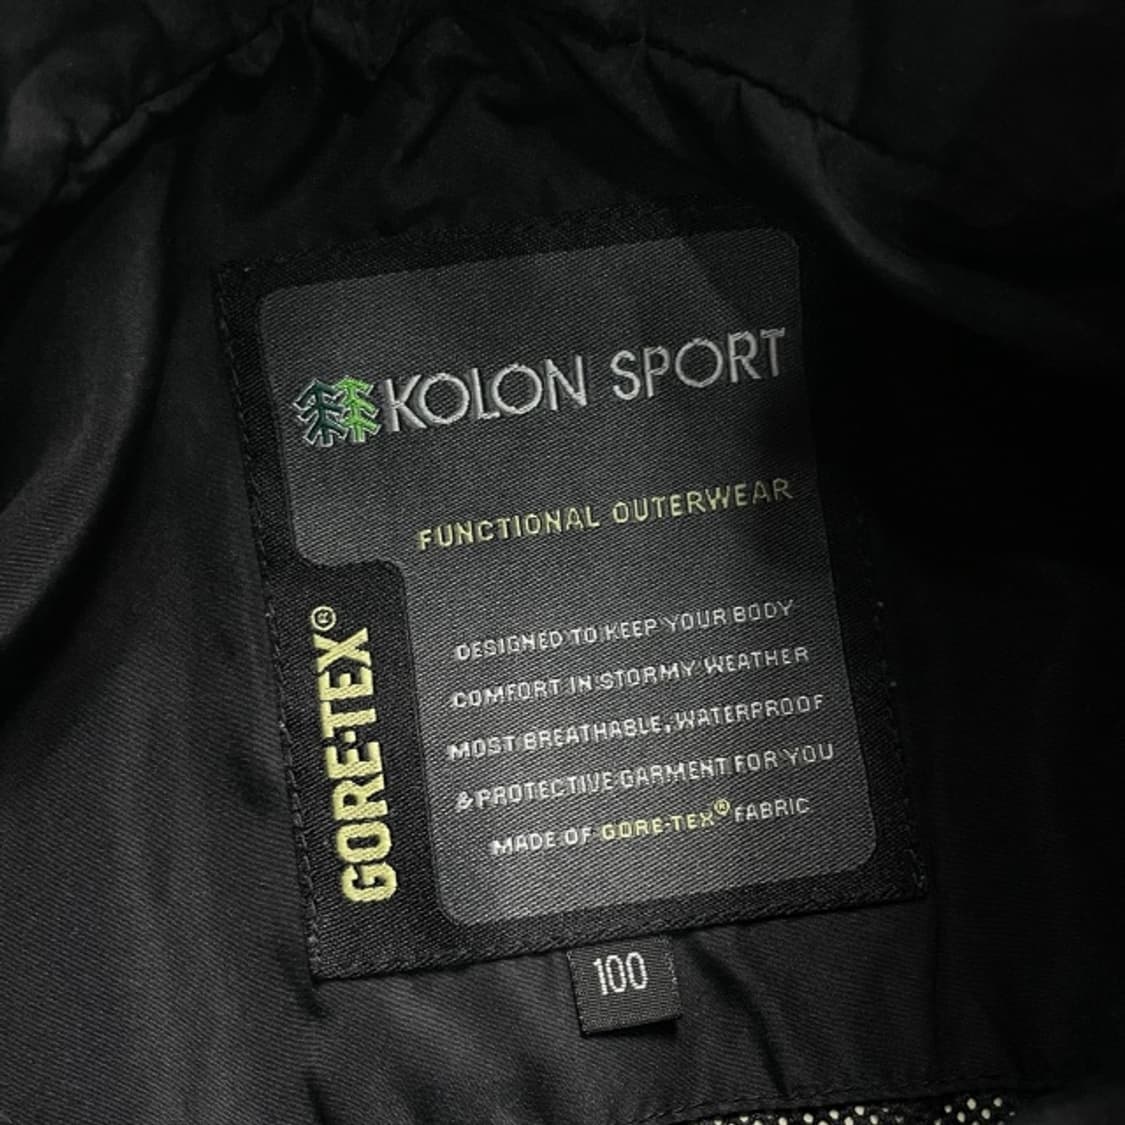 KOLON SPORT
FUNCTIONAL OUTERWEAR
DESIGNED TO KEEP YOUR BODY
COMFORT IN STORMY WEATHER
MOST BREATHABLE, WATERPROOF
& PROTECTIVE GARMENT FOR YOU
MADE OF GORE-TEX® FABRIC
GORE-TEX®
100